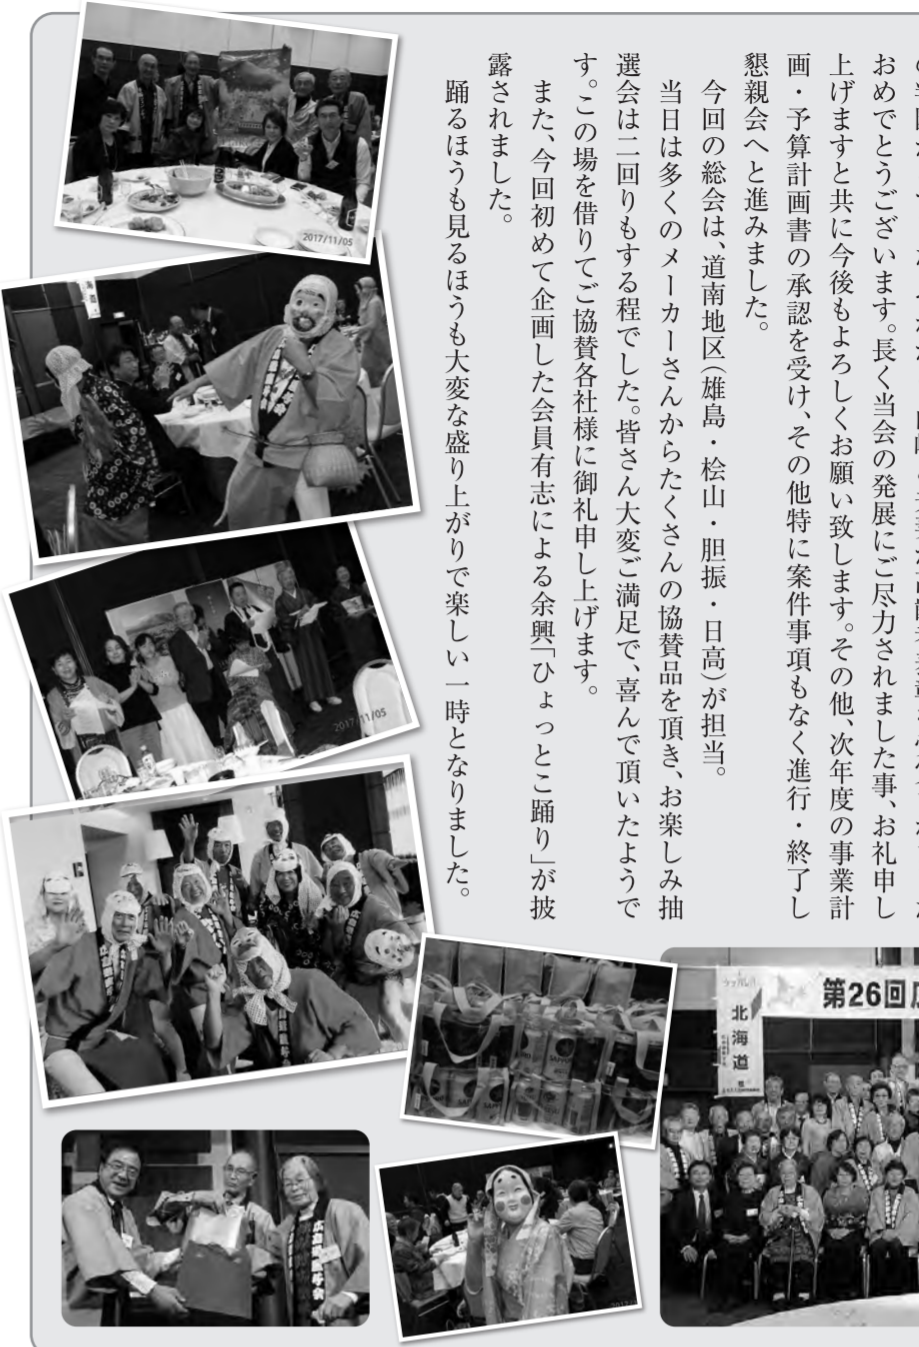 おめでとうございます。長く当会の発展にご尽力されました事、お礼申し
上げますと共に今後もよろしくお願い致します。その他、次年度の事業計
画・予算計画書の承認を受け、その他特に案件事項もなく進行・終了し
懇親会へと進みました。
今回の総会は、道南地区（雄島・桧山・胆振・日高）が担当。
当日は多くのメーカーさんからたくさんの協賛品を頂き、お楽しみ抽
選会は二回りもする程でした。皆さん大変ご満足で、喜んで頂いたようで
す。この場を借りてご協賛各社様に御礼申し上げます。
また、今回初めて企画した会員有志による余興「ひょっとこ踊り」が披
露されました。
踊るほうも見るほうも大変な盛り上がりで楽しい一時となりました。
2017/11/05
海道
2017/11/05
第26回
北海道